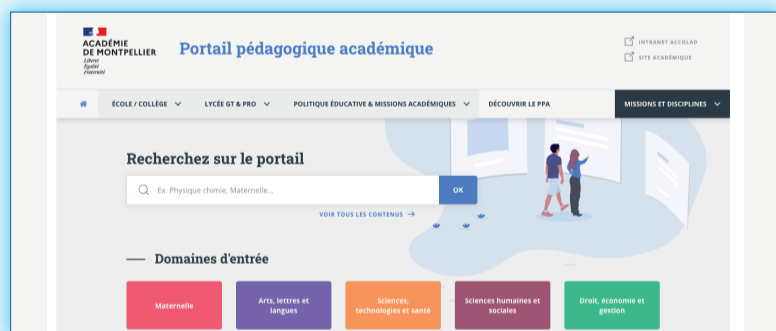 ACADÉMIE
DE MONTPELLIER
Liberté
Égalité
Fraternité
Portail pédagogique académique
INTRANET ACCOLAD
SITE ACADÉMIQUE
ÉCOLE / COLLÈGE
LYCÉE GT & PRO
POLITIQUE ÉDUCATIVE & MISSIONS ACADÉMIQUES
DÉCOUVRIR LE PPA
MISSIONS ET DISCIPLINES
Recherchez sur le portail
Ex. Physique chimie, Maternelle...
OK
VOIR TOUS LES CONTENUS
Domaines d'entrée
Maternelle
Arts, lettres et
langues
Sciences,
technologies et santé
Sciences humaines et
sociales
Droit, économie et
gestion